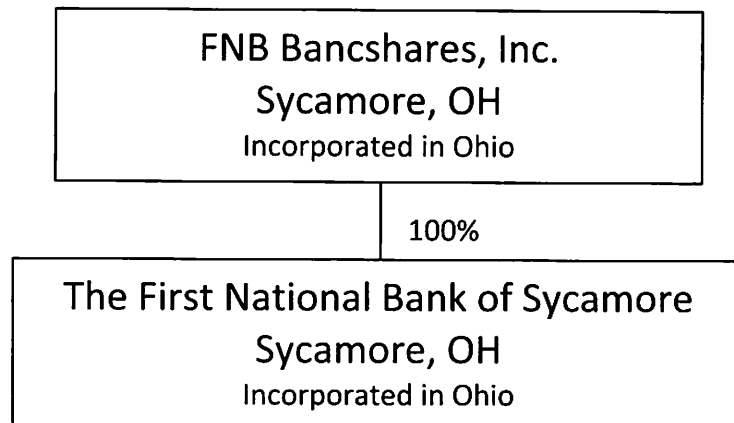 FNB Bancshares, Inc.
Sycamore, OH
Incorporated in Ohio
100%
The First National Bank of Sycamore
Sycamore, OH
Incorporated in Ohio